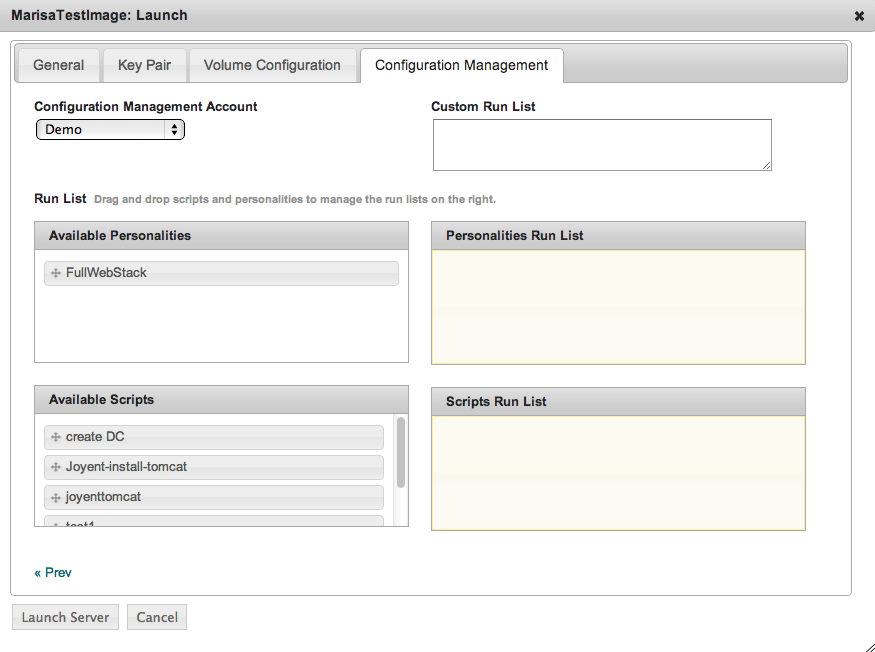 MarisaTestImage: Launch
General
Key Pair
Volume Configuration
Configuration Management
Configuration Management Account
Custom Run List
Demo
Run List Drag and drop scripts and personalities to manage the run lists on the right.
Available Personalities
Personalities Run List
FullWebStack
Available Scripts
Scripts Run List
create DC
Joyent-install-tomcat
joyenttomcat
test1
« Prev
Launch Server
Cancel